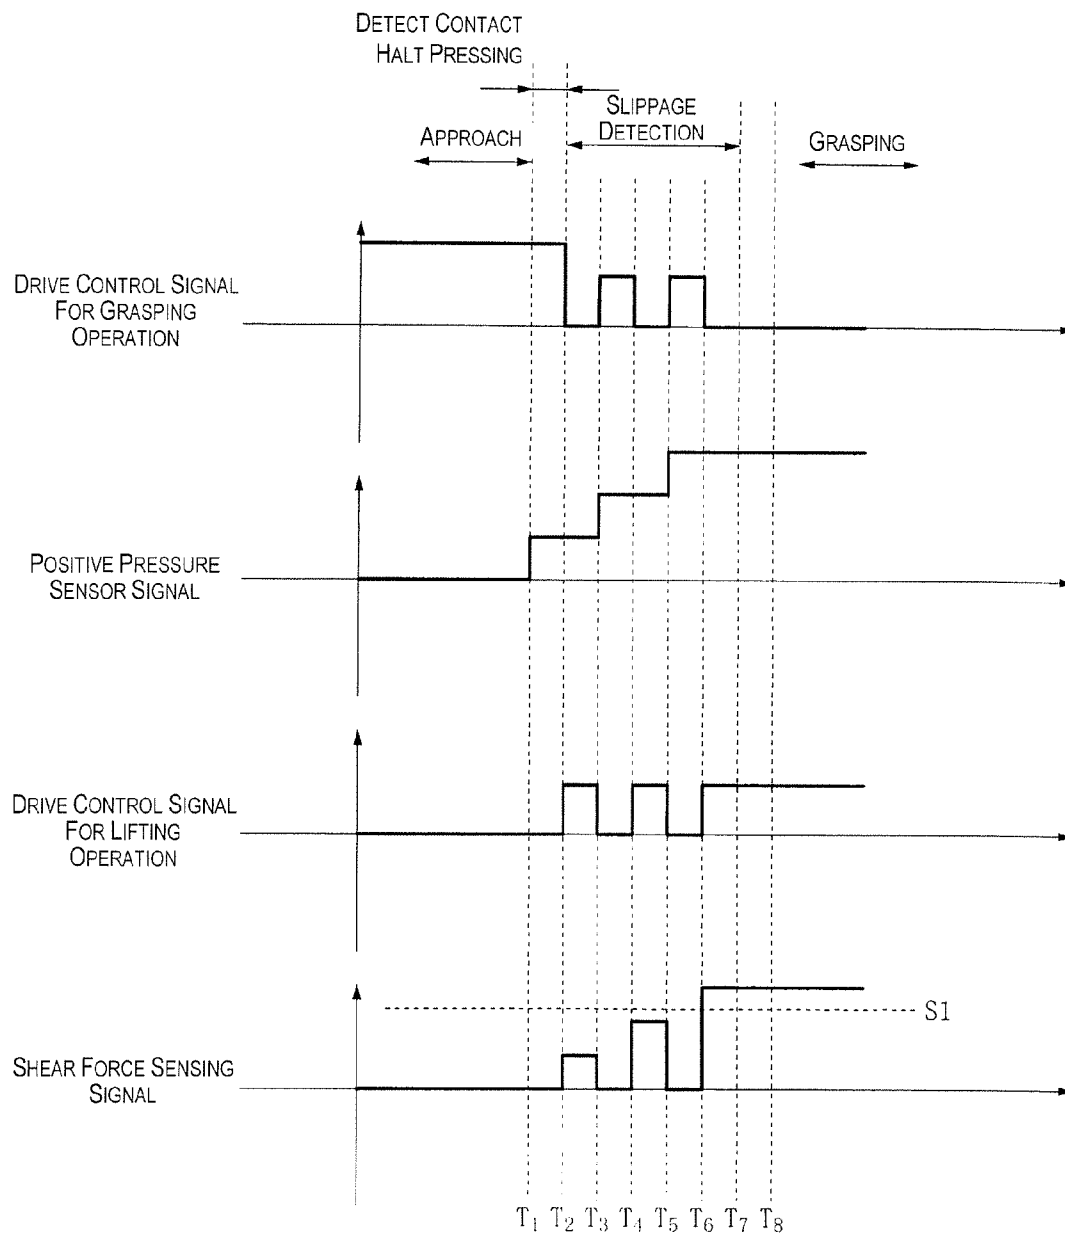 DETECT CONTACT
HALT PRESSING
SLIPPAGE
DETECTION
APPROACH
GRASPING
DRIVE CONTROL SIGNAL
FOR GRASPING
OPERATION
POSITIVE PRESSURE
SENSOR SIGNAL
DRIVE CONTROL SIGNAL
FOR LIFTING
OPERATION
S1
SHEAR FORCE SENSING
SIGNAL
T1 T2 T3 T4 T5 T6 T7 T8